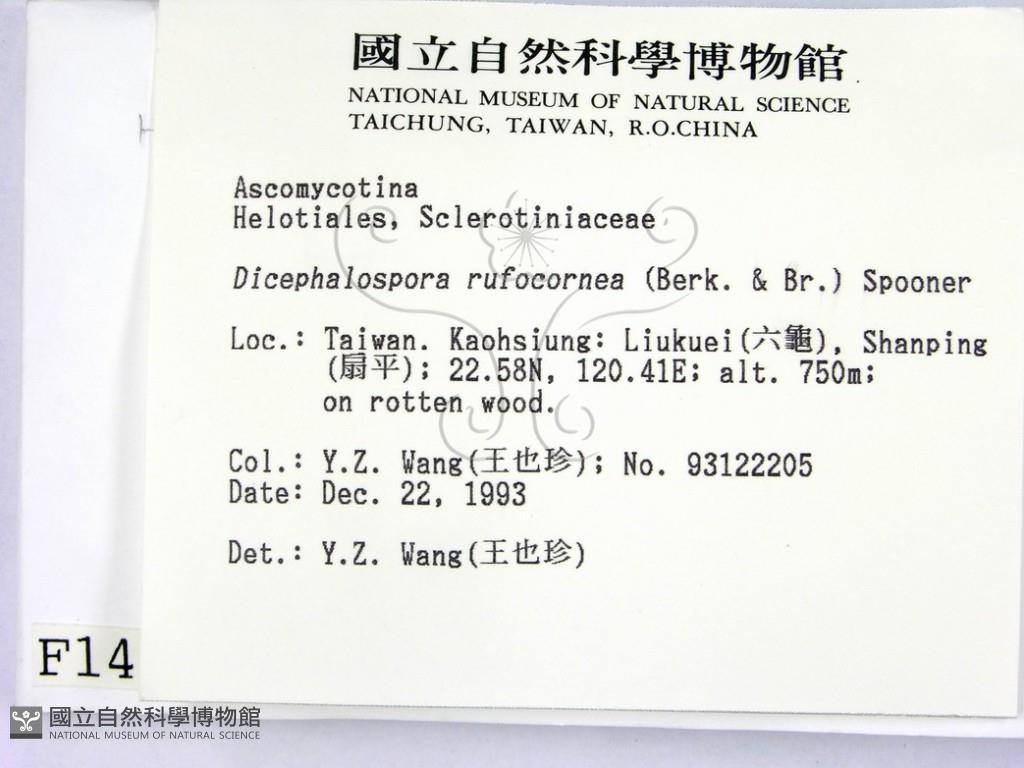 國立自然科學博物館
NATIONAL MUSEUM OF NATURAL SCIENCE
TAICHUNG, TAIWAN, R.O.CHINA
Ascomycotina
Helotiales, Sclerotiniaceae
Dicephalospora rufocornea (Berk. & Br.) Spooner
Loc.: Taiwan. Kaohsiung: Liukuei(六龜), Shanping
(扇平); 22.58N, 120.41E; alt. 750m;
on rotten wood.
Col.: Y.Z. Wang(王也珍); No. 93122205
Date: Dec. 22, 1993
Det.: Y.Z. Wang(王也珍)
F14
國立自然科學博物館
NATIONAL MUSEUM OF NATURAL SCIENCE